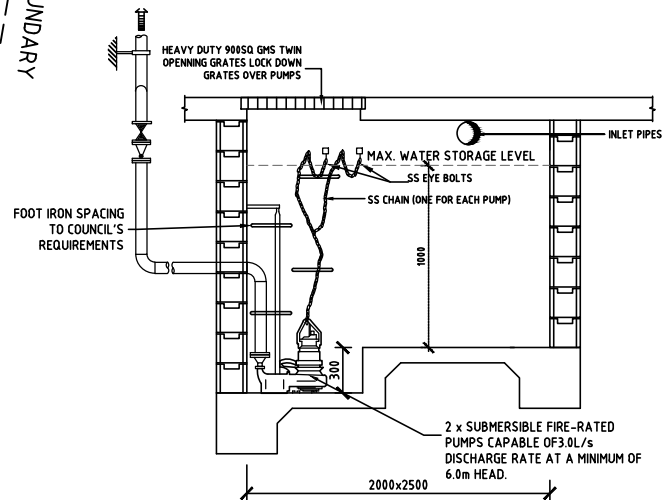 UNDARY
HEAVY DUTY 900SQ GMS TWIN
OPENNING GRATES LOCK DOWN
GRATES OVER PUMPS
INLET PIPES
MAX. WATER STORAGE LEVEL
SS EYE BOLTS
SS CHAIN (ONE FOR EACH PUMP)
FOOT IRON SPACING
TO COUNCIL'S
REQUIREMENTS
1000
300
2 x SUBMERSIBLE FIRE-RATED
PUMPS CAPABLE OF3.0L/s
DISCHARGE RATE AT A MINIMUM OF
6.0m HEAD.
2000x2500